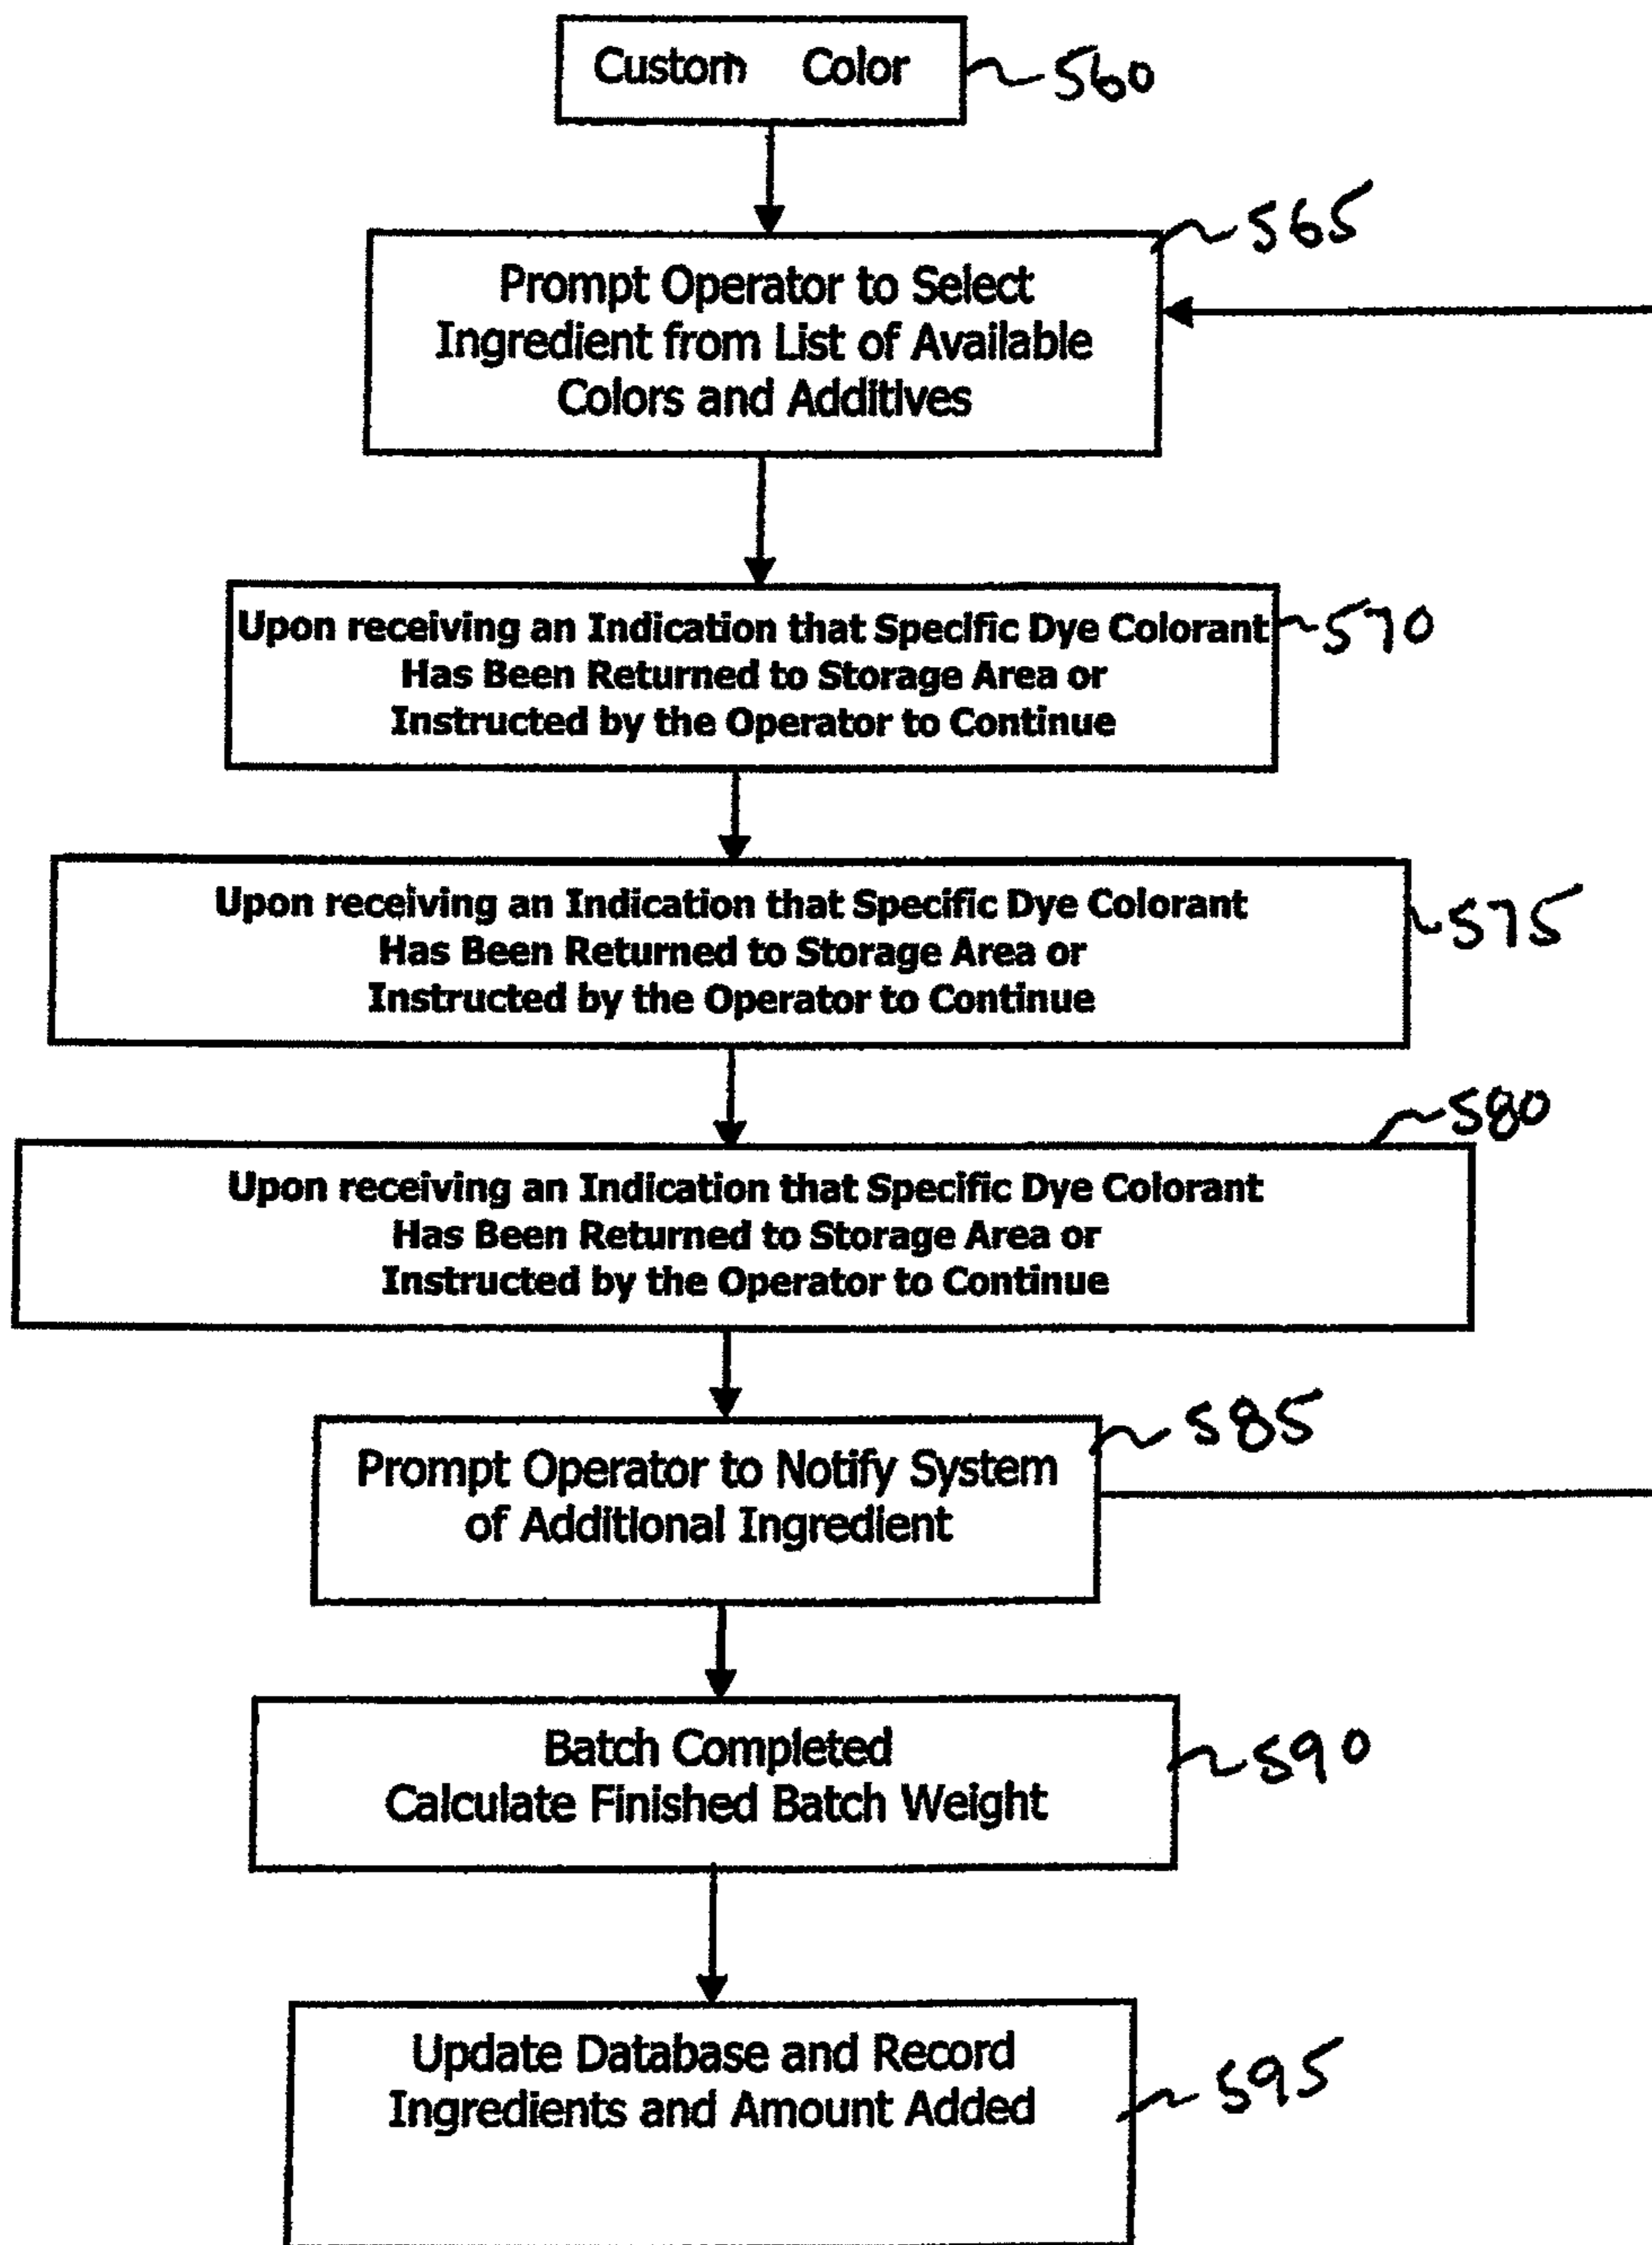 Custom Color 560
565
Prompt Operator to Select
Ingredient from List of Available
Colors and Additives
Upon receiving an Indication that Specific Dye Colorant 570
Has Been Returned to Storage Area or
Instructed by the Operator to Continue
Upon receiving an Indication that Specific Dye Colorant 575
Has Been Returned to Storage Area or
Instructed by the Operator to Continue
580
Upon receiving an Indication that Specific Dye Colorant
Has Been Returned to Storage Area or
Instructed by the Operator to Continue
585
Prompt Operator to Notify System
of Additional Ingredient
Batch Completed 590
Calculate Finished Batch Weight
Update Database and Record
Ingredients and Amount Added 595